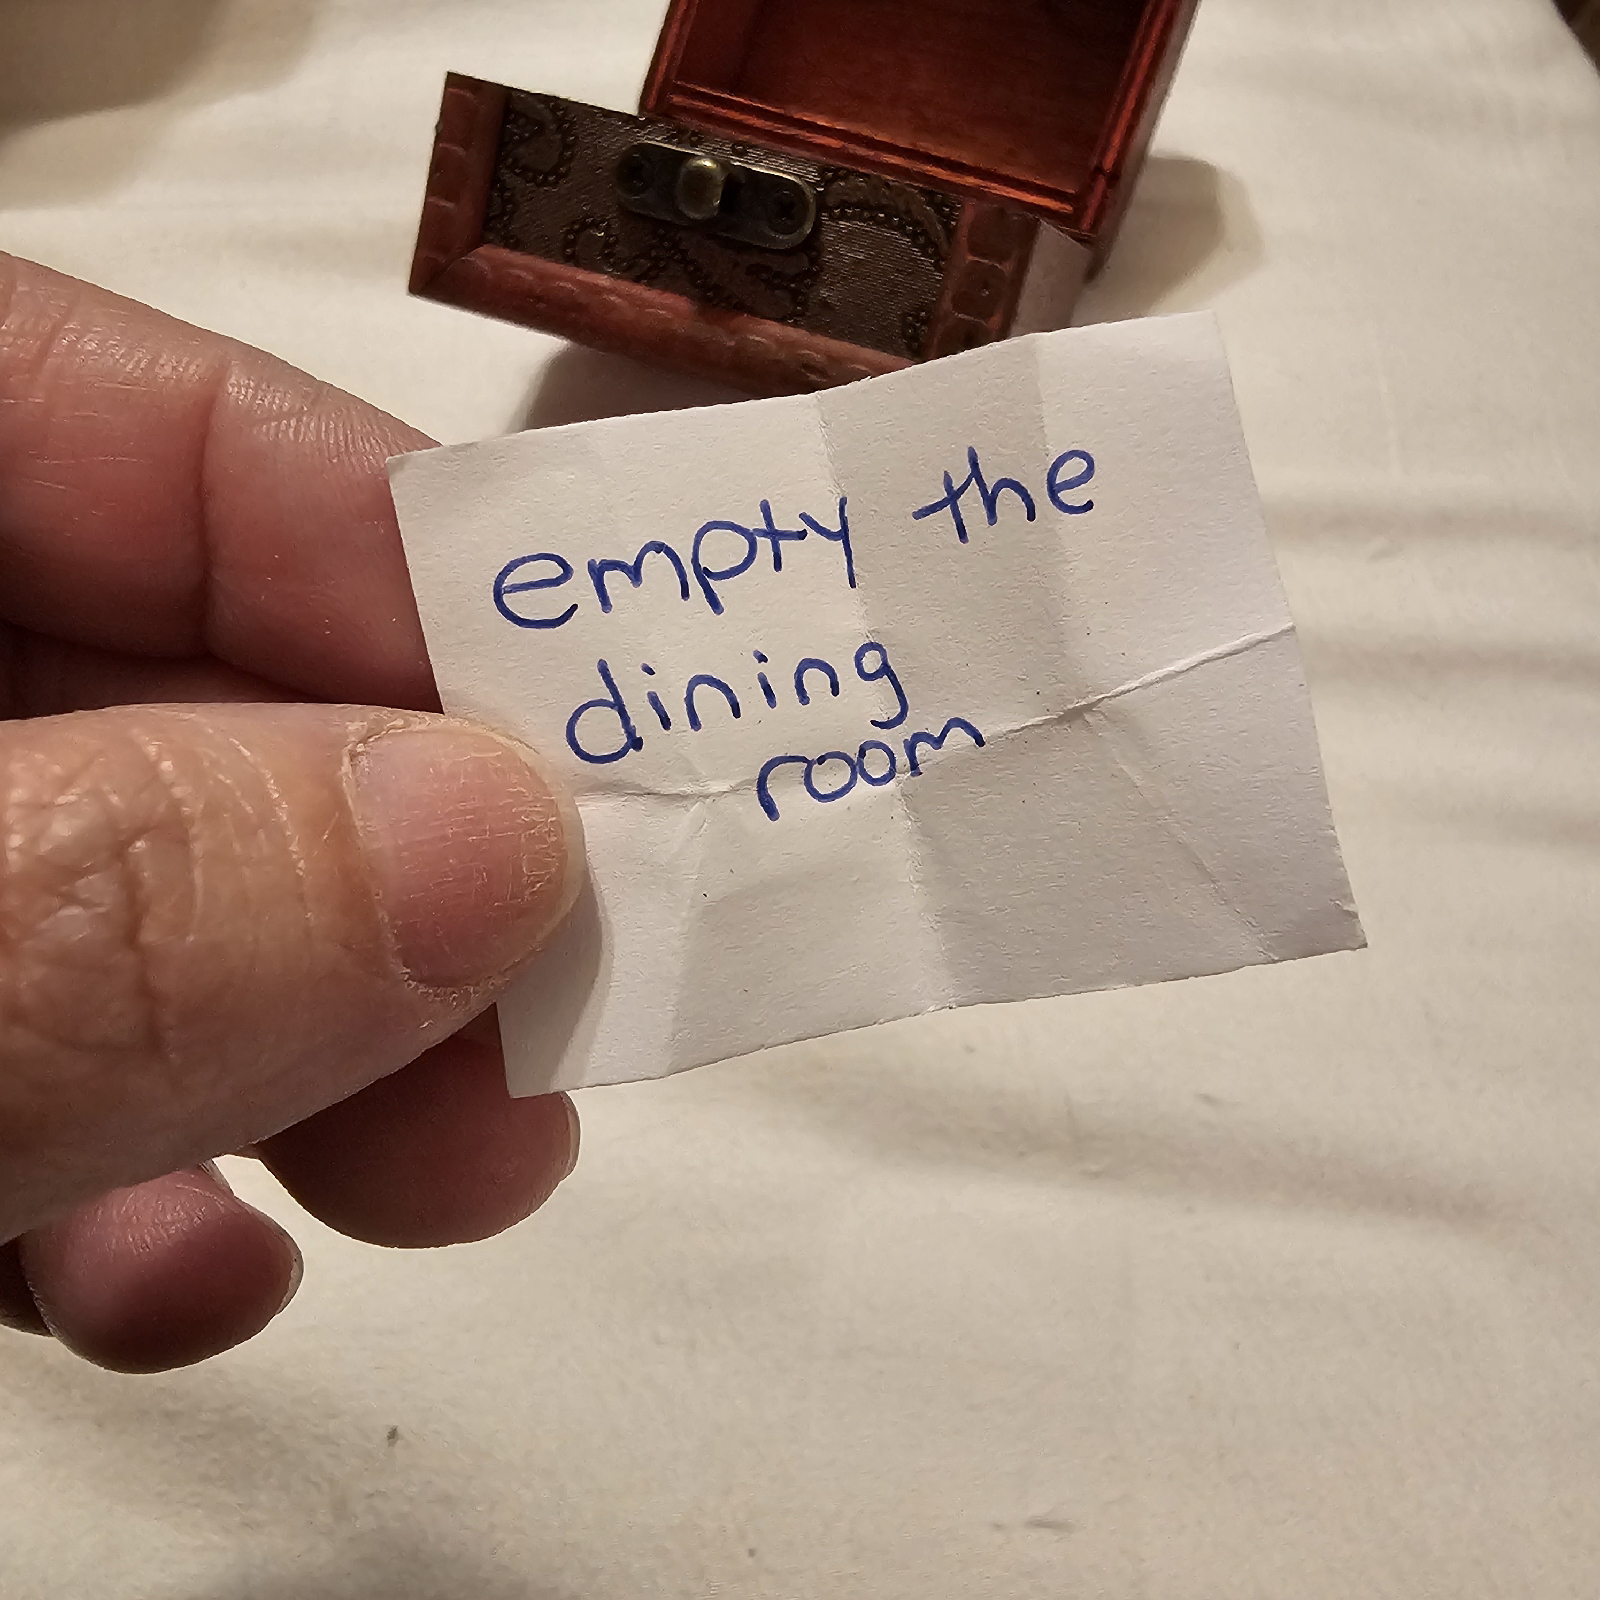 empty the
dining
room